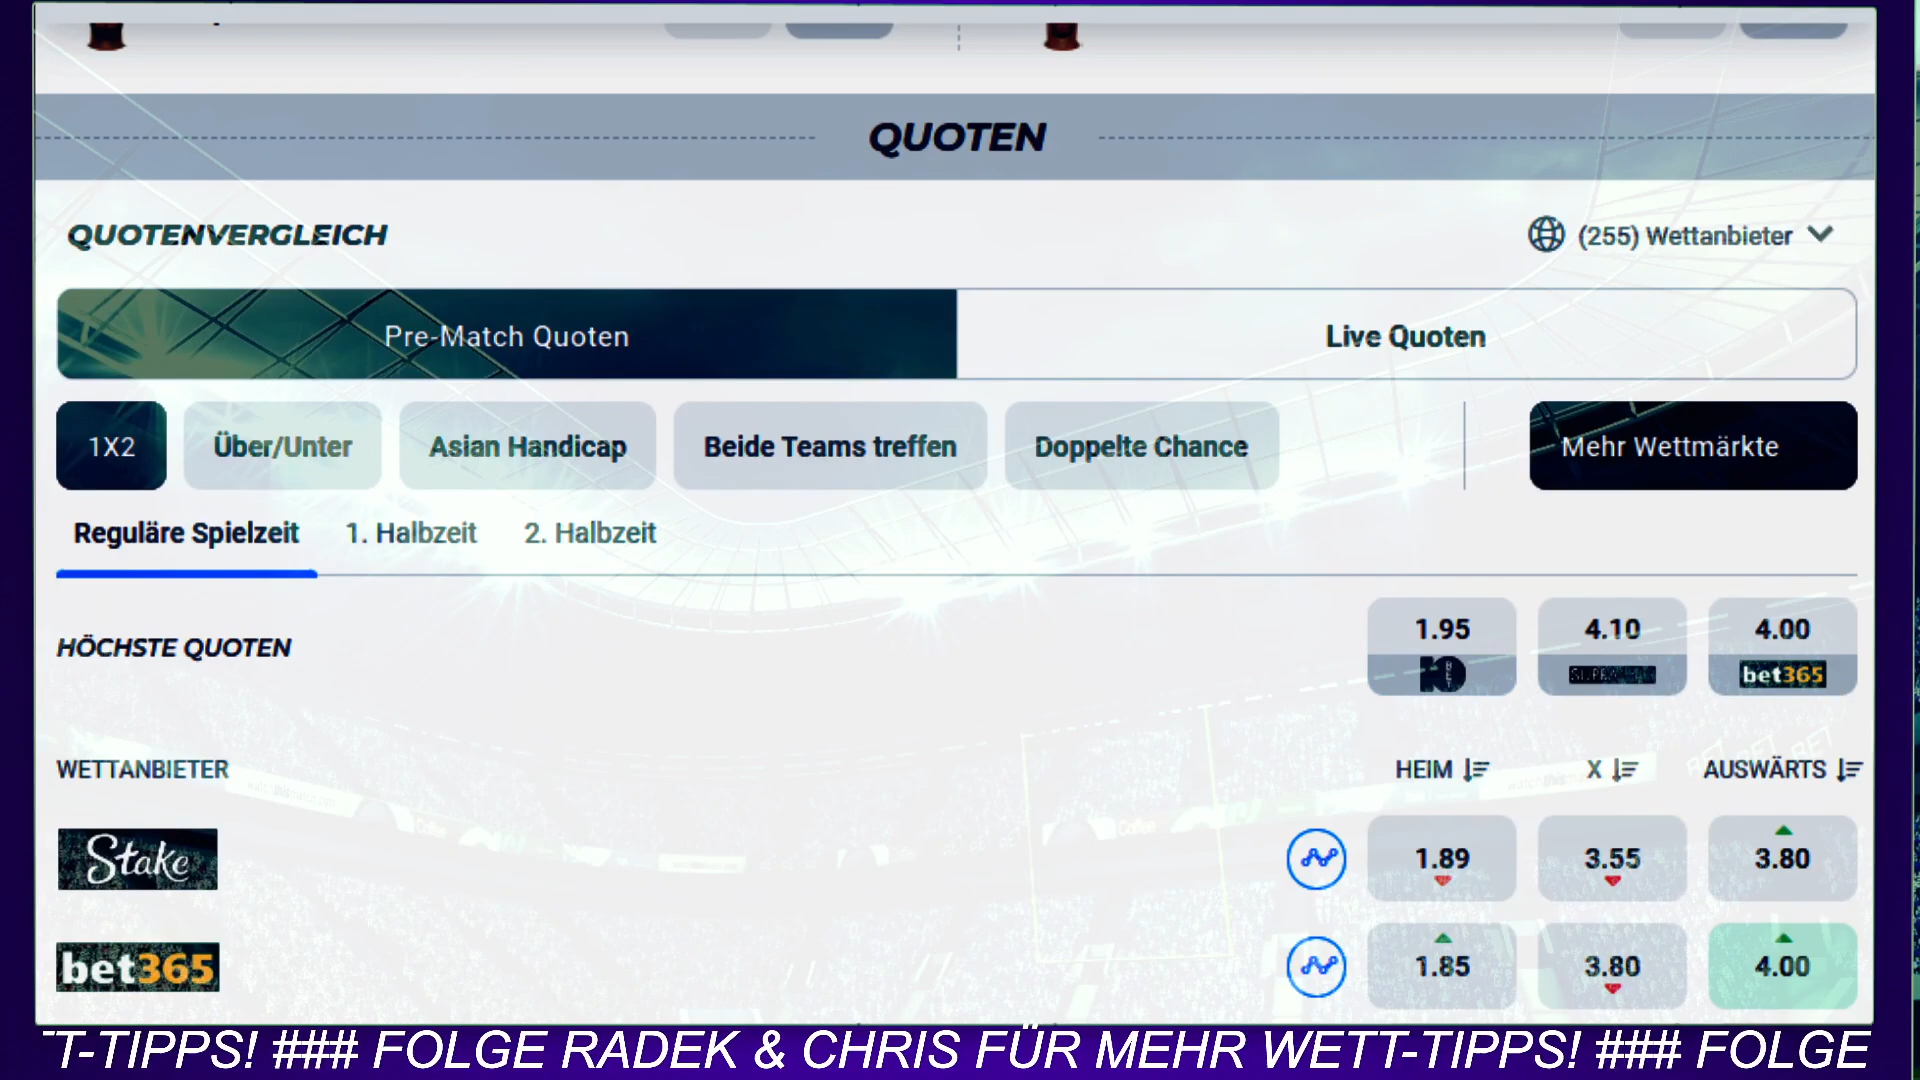 QUOTEN
QUOTENVERGLEICH
(255) Wettanbieter
Pre-Match Quoten
Live Quoten
1X2
Über/Unter
Asian Handicap
Beide Teams treffen
Doppelte Chance
Mehr Wettmärkte
Reguläre Spielzeit
1. Halbzeit
2. Halbzeit
HÖCHSTE QUOTEN
1.95
4.10
4.00
10 BET
bet365
WETTANBIETER
HEIM
X
AUSWÄRTS
Stake
1.89
3.55
3.80
bet365
1.85
3.80
4.00
T-TIPPS! ### FOLGE RADEK & CHRIS FÜR MEHR WETT-TIPPS! ### FOLGE